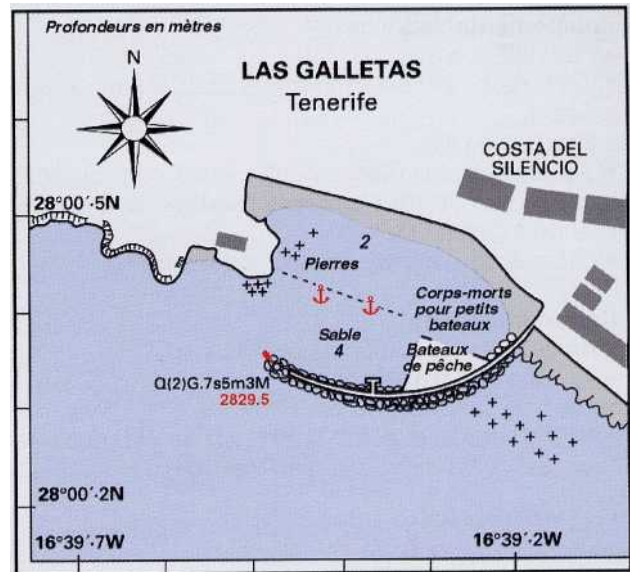 Profondeurs en mètres
N
LAS GALLETAS
Tenerife
COSTA DEL
SILENCIO
28°00´·5N
2
Pierres
Corps-morts
pour petits
bateaux
Sable
4
Bateaux
de pêche
Q(2)G.7s5m3M
2829.5
28°00´·2N
16°39´·7W
16°39´·2W